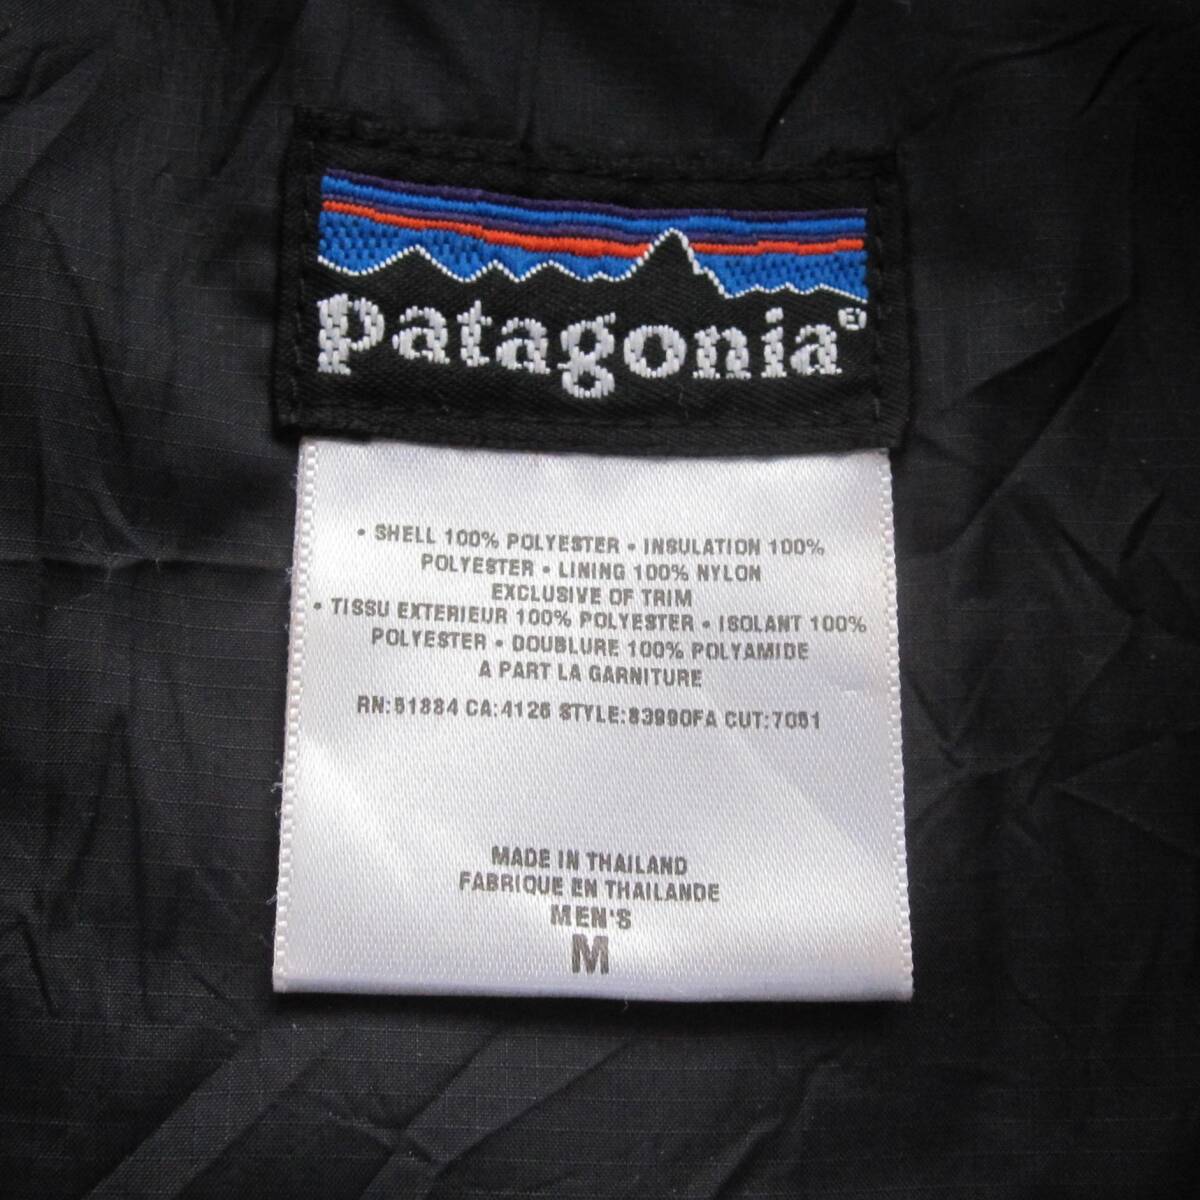 patagonia®
• SHELL 100% POLYESTER • INSULATION 100%
POLYESTER • LINING 100% NYLON
EXCLUSIVE OF TRIM
• TISSU EXTERIEUR 100% POLYESTER • ISOLANT 100%
POLYESTER • DOUBLURE 100% POLYAMIDE
A PART LA GARNITURE
RN:51884 CA:4126 STYLE:83990FA CUT:7051
MADE IN THAILAND
FABRIQUE EN THAILANDE
MEN'S
M